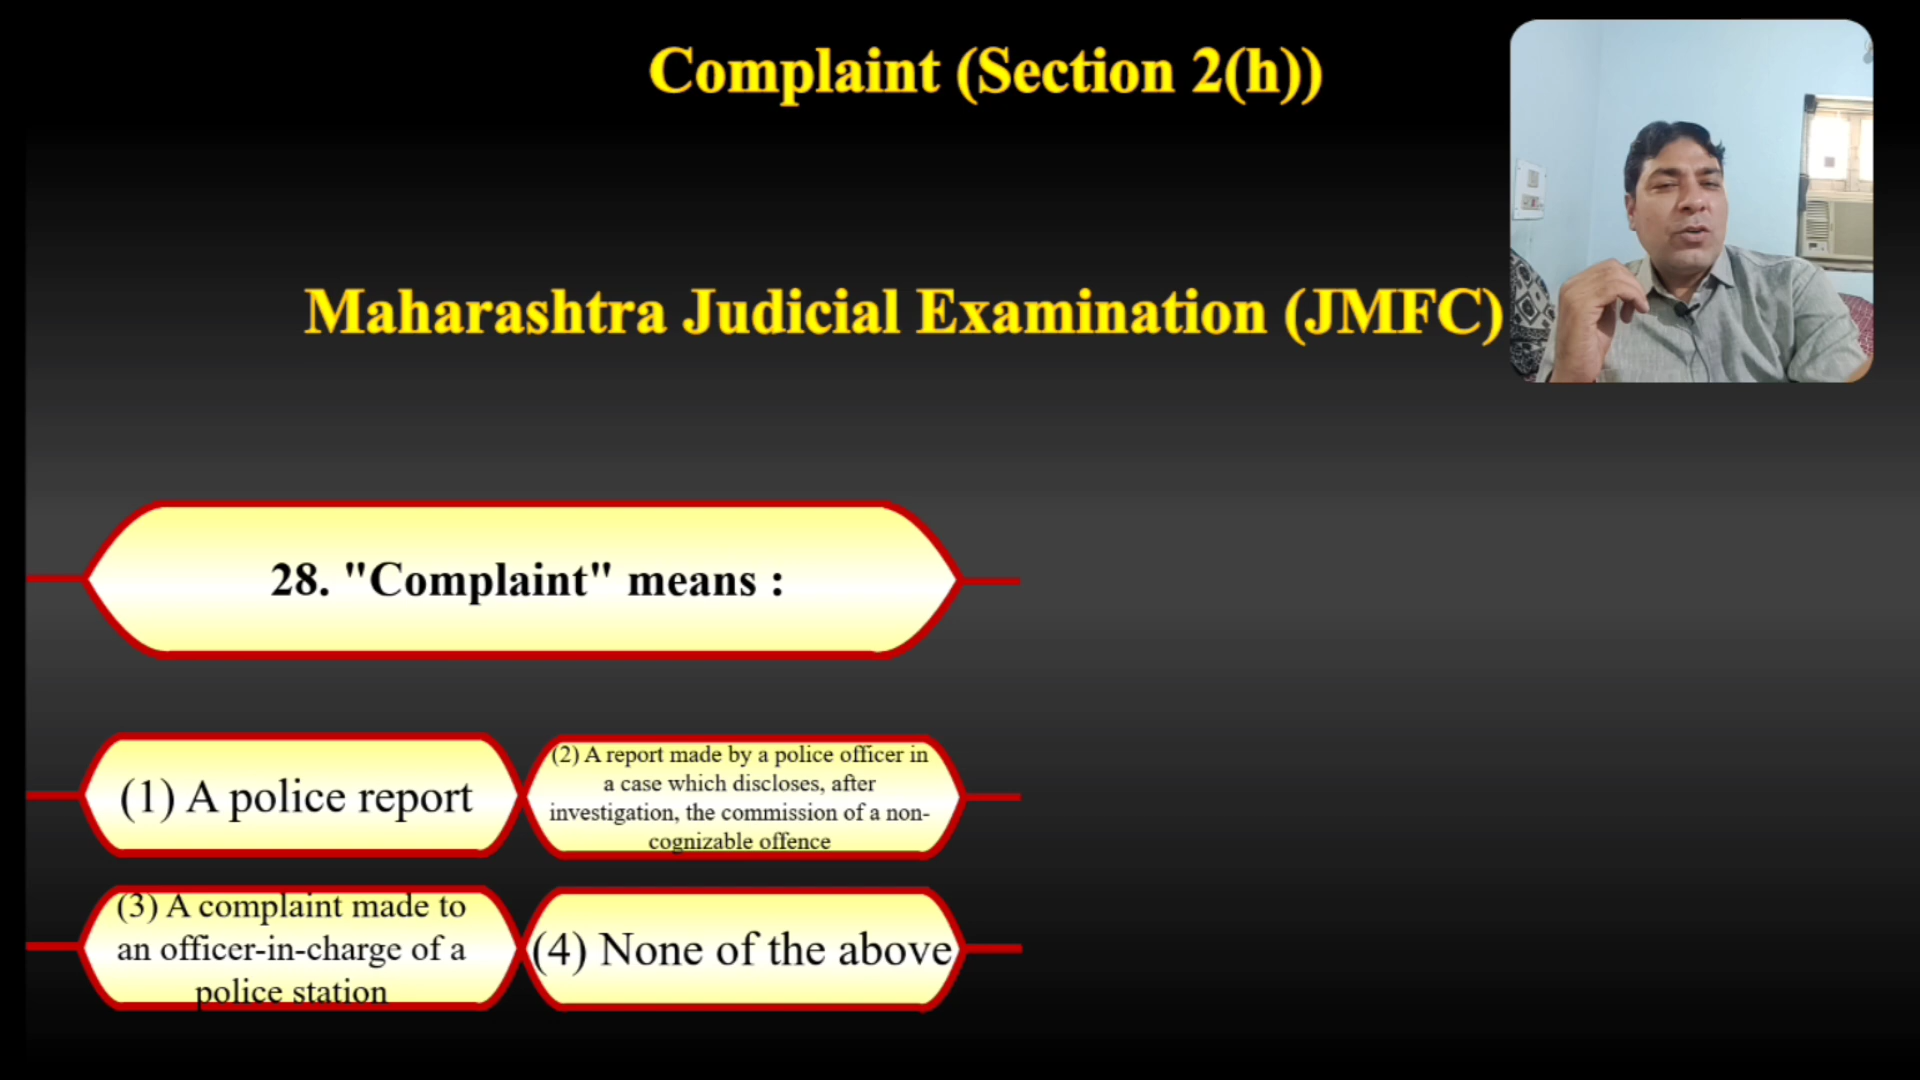 Complaint (Section 2(h))
Maharashtra Judicial Examination (JMFC)
28. "Complaint" means :
(1) A police report
(2) A report made by a police officer in
a case which discloses, after
investigation, the commission of a non-
cognizable offence
(3) A complaint made to
an officer-in-charge of a
police station
(4) None of the above